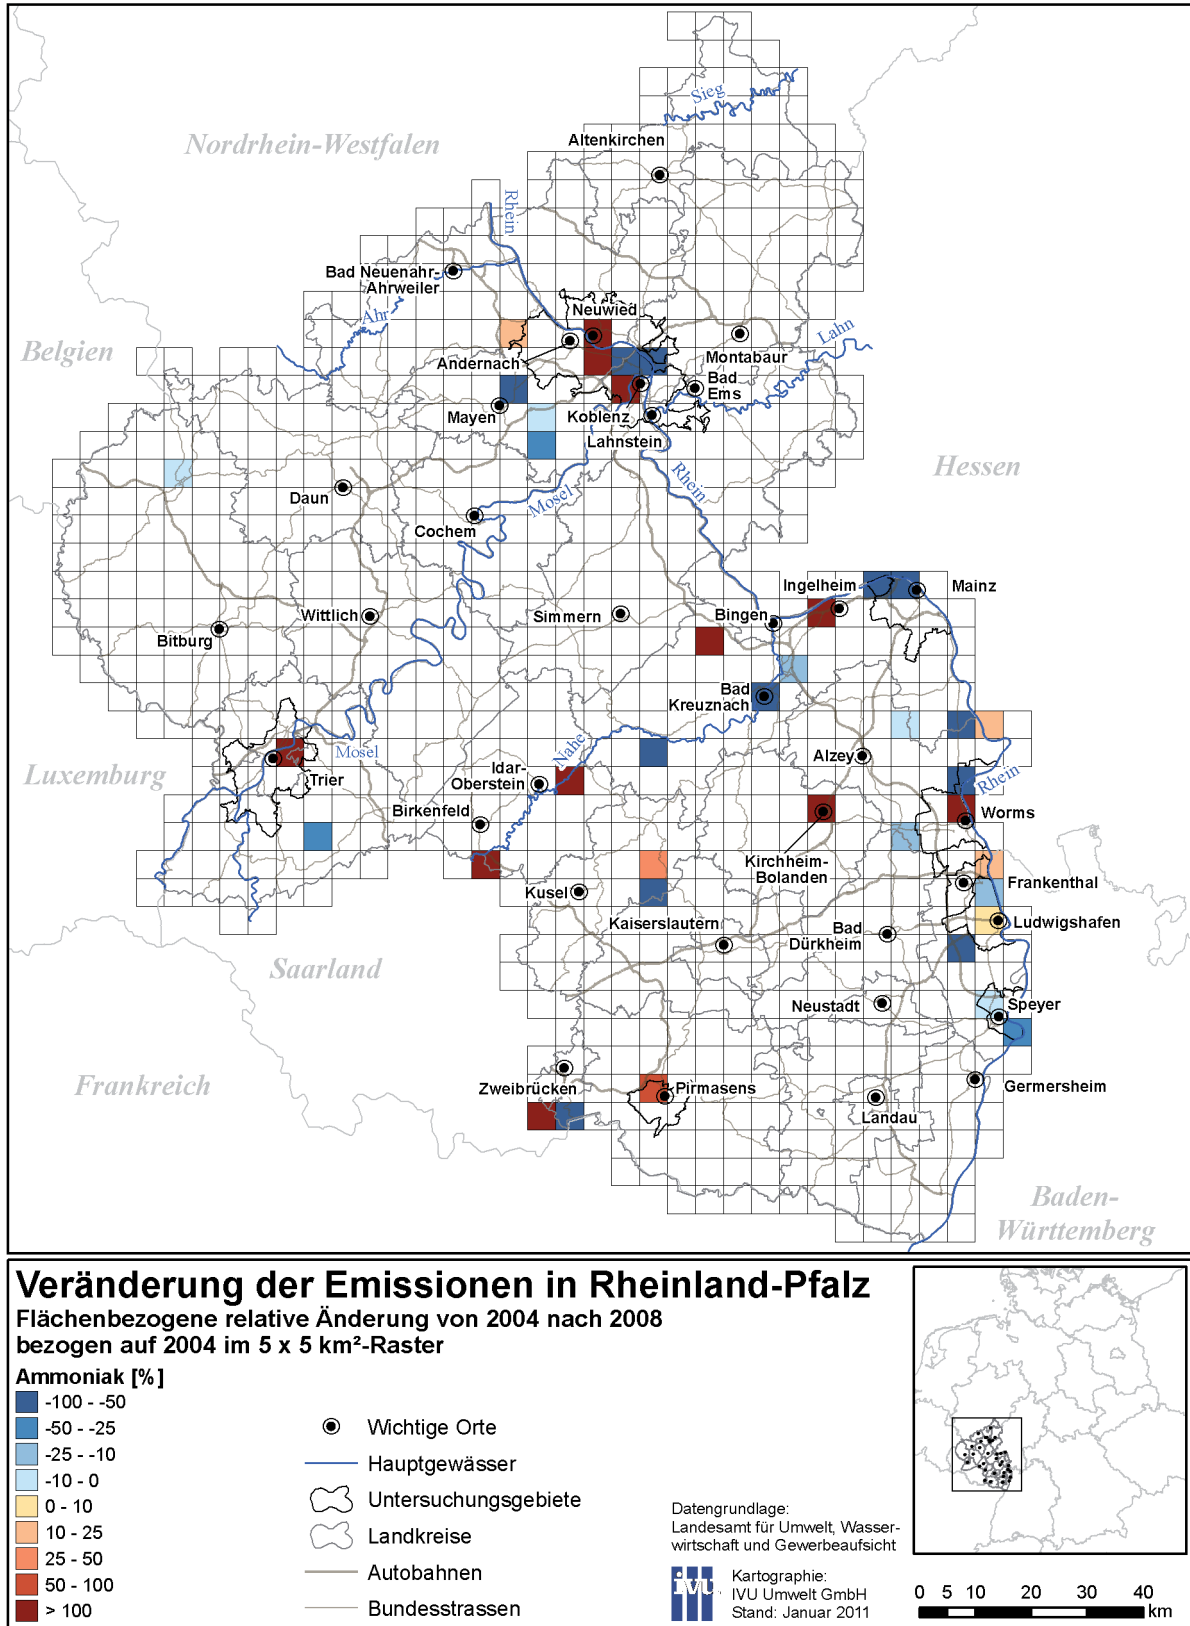 Sieg
Altenkirchen
Nordrhein-Westfalen
Rhein
Bad Neuenahr-
Ahrweiler
Ahr
Neuwied
Belgien
Andernach
Montabaur
Lahn
Bad
Ems
Mayen
Koblenz
Lahnstein
Hessen
Rhein
Daun
Mosel
Cochem
Ingelheim
Mainz
Wittlich
Simmern
Bingen
Bitburg
Bad
Kreuznach
Luxemburg
Mosel
Trier
Nahe
Idar-
Oberstein
Alzey
Rhein
Birkenfeld
Worms
Kirchheim-
Bolanden
Kusel
Frankenthal
Kaiserslautern
Bad
Dürkheim
Ludwigshafen
Saarland
Neustadt
Speyer
Frankreich
Zweibrücken
Pirmasens
Germersheim
Landau
Baden-
Württemberg
Veränderung der Emissionen in Rheinland-Pfalz
Flächenbezogene relative Änderung von 2004 nach 2008
bezogen auf 2004 im 5 x 5 km²-Raster
Ammoniak [%]
-100 - -50
-50 - -25
-25 - -10
-10 - 0
0 - 10
10 - 25
25 - 50
50 - 100
> 100
Wichtige Orte
Hauptgewässer
Untersuchungsgebiete
Landkreise
Autobahnen
Bundesstrassen
Datengrundlage:
Landesamt für Umwelt, Wasser-
wirtschaft und Gewerbeaufsicht
ivu
Kartographie:
IVU Umwelt GmbH
Stand: Januar 2011
0 5 10 20 30 40
km